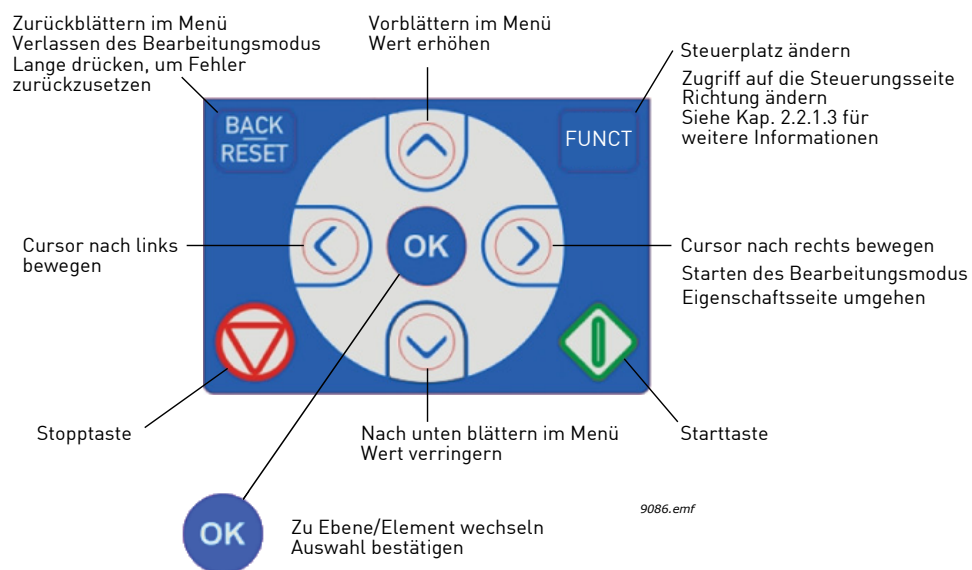 Zurückblättern im Menü
Verlassen des Bearbeitungsmodus
Lange drücken, um Fehler
zurückzusetzen
Vorblättern im Menü
Wert erhöhen
Steuerplatz ändern
Zugriff auf die Steuerungsseite
Richtung ändern
Siehe Kap. 2.2.1.3 für
weitere Informationen
BACK
RESET
FUNCT
Cursor nach links
bewegen
OK
Cursor nach rechts bewegen
Starten des Bearbeitungsmodus
Eigenschaftsseite umgehen
Stopptaste
Nach unten blättern im Menü
Wert verringern
Starttaste
OK
Zu Ebene/Element wechseln
Auswahl bestätigen
9086.emf